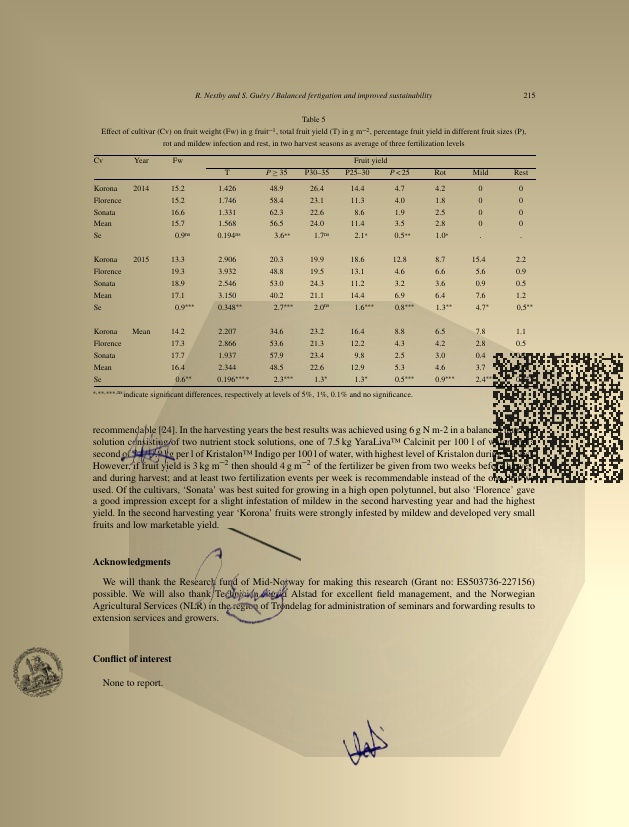 R. Nestby and S. Guéry / Balanced fertigation and improved sustainability 215
Table 5
Effect of cultivar (Cv) on fruit weight (Fw) in g fruit⁻¹, total fruit yield (T) in g m⁻², percentage fruit yield in different fruit sizes (P),
rot and mildew infection and rest, in two harvest seasons as average of three fertilization levels
Cv Year Fw Fruit yield
T P ≥ 35 P30–35 P25–30 P < 25 Rot Mild Rest
Korona 2014 15.2 1.426 48.9 26.4 14.4 4.7 4.2 0 0
Florence 15.2 1.746 58.4 23.1 11.3 4.0 1.8 0 0
Sonata 16.6 1.331 62.3 22.6 8.6 1.9 2.5 0 0
Mean 15.7 1.568 56.5 24.0 11.4 3.5 2.8 0 0
Se 0.9ⁿˢ 0.194ⁿˢ 3.6** 1.7ⁿˢ 2.1* 0.5** 1.0* . .
Korona 2015 13.3 2.906 20.3 19.9 18.6 12.8 8.7 15.4 2.2
Florence 19.3 3.932 48.8 19.5 13.1 4.6 6.6 5.6 0.9
Sonata 18.9 2.546 53.0 24.3 11.2 3.2 3.6 0.9 0.5
Mean 17.1 3.150 40.2 21.1 14.4 6.9 6.4 7.6 1.2
Se 0.9*** 0.348** 2.7*** 2.0ⁿˢ 1.6*** 0.8*** 1.3** 4.7* 0.5**
Korona Mean 14.2 2.207 34.6 23.2 16.4 8.8 6.5 7.8 1.1
Florence 17.3 2.866 53.6 21.3 12.2 4.3 4.2 2.8 0.5
Sonata 17.7 1.937 57.9 23.4 9.8 2.5 3.0 0.4
Mean 16.4 2.344 48.5 22.6 12.9 5.3 4.6 3.7
Se 0.6** 0.196**** 2.3*** 1.3* 1.3* 0.5*** 0.9*** 2.4**
*,**,***,ns indicate significant differences, respectively at levels of 5%, 1%, 0.1% and no significance.
recommendable [24]. In the harvesting years the best results was achieved using 6 g N m-2 in a balanced
solution consisting of two nutrient stock solutions, one of 7.5 kg YaraLiva™ Calcinit per 100 l of
second of kg per l of Kristalon™ Indigo per 100 l of water, with highest level of Kristalon during
However, if fruit yield is 3 kg m⁻² then should 4 g m⁻² of the fertilizer be given from two weeks before
and during harvest; and at least two fertilization events per week is recommended instead of the
used. Of the cultivars, ‘Sonata’ was best suited for growing in a high open polytunnel, but also ‘Florence’ gave
a good impression except for a slight infestation of mildew in the second harvesting year and had the highest
yield. In the second harvesting year ‘Korona’ fruits were strongly infested by mildew and developed very small
fruits and low marketable yield.
Acknowledgments
We will thank the Research fund of Mid-Norway for making this research (Grant no: ES503736-227156)
possible. We will also thank Alstad for excellent field management, and the Norwegian
Agricultural Services (NLR) in the region of Trøndelag for administration of seminars and forwarding results to
extension services and growers.
Conflict of interest
None to report.